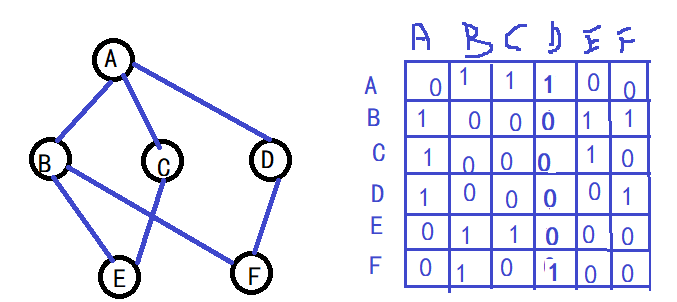 A
B
C
D
E
F
A B C D E F
A 0 1 1 1 0 0
B 1 0 0 0 1 1
C 1 0 0 0 1 0
D 1 0 0 0 0 1
E 0 1 1 0 0 0
F 0 1 0 1 0 0